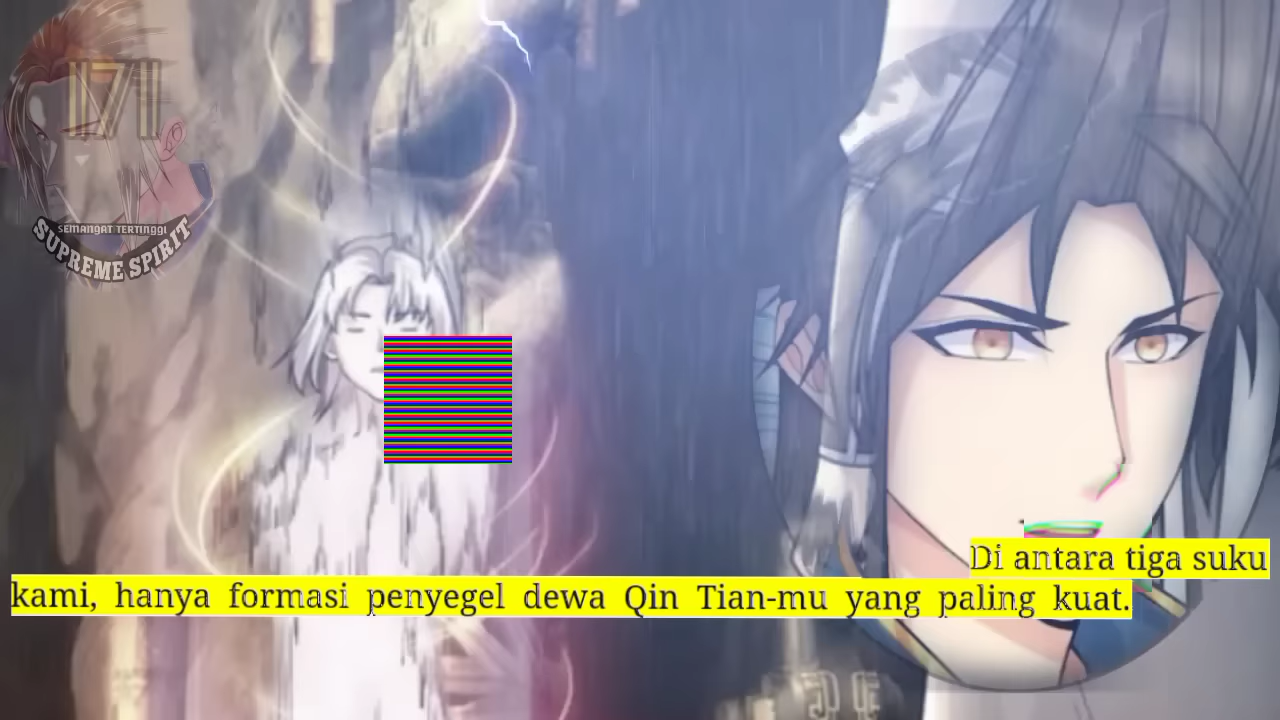 171
SEMANGAT TERTINGGI
SUPREME SPIRIT
Di antara tiga suku
kami, hanya formasi penyegel dewa Qin Tian-mu yang paling kuat.